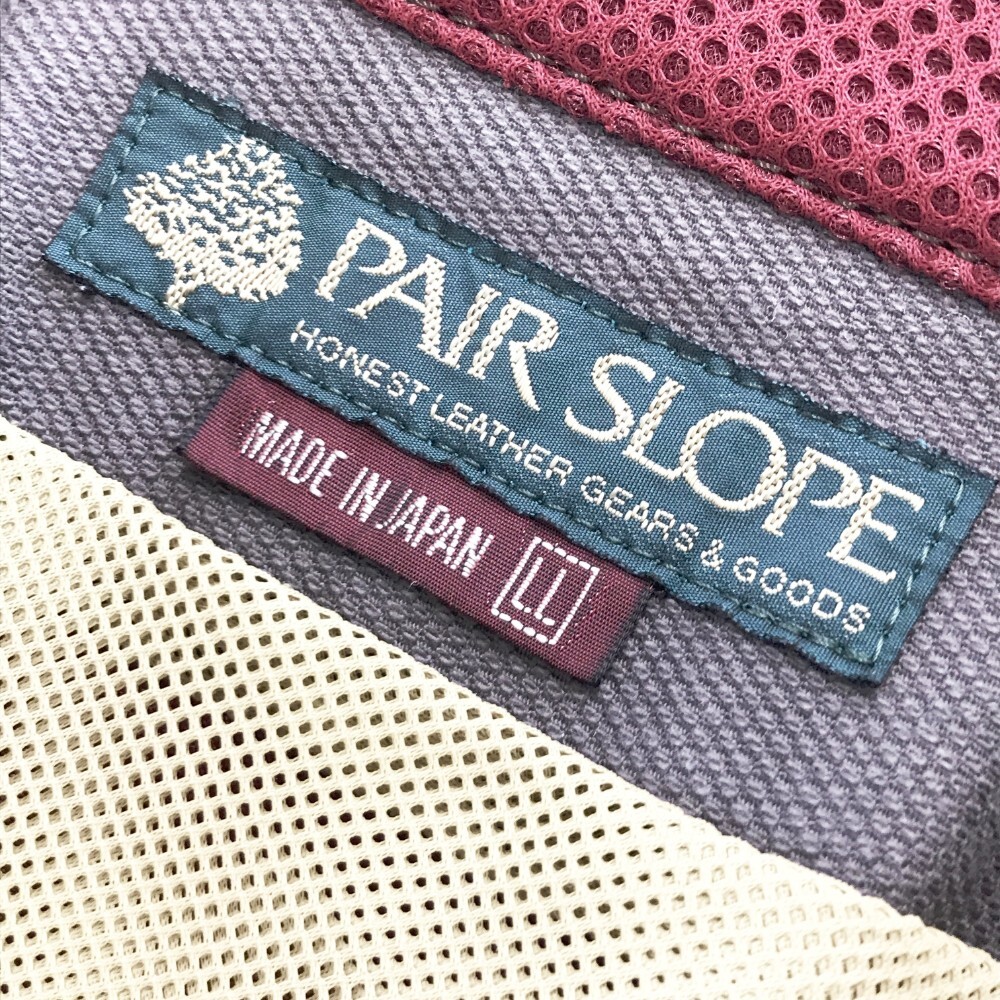 PAIR SLOPE
HONEST LEATHER GEARS & GOODS
MADE IN JAPAN LL